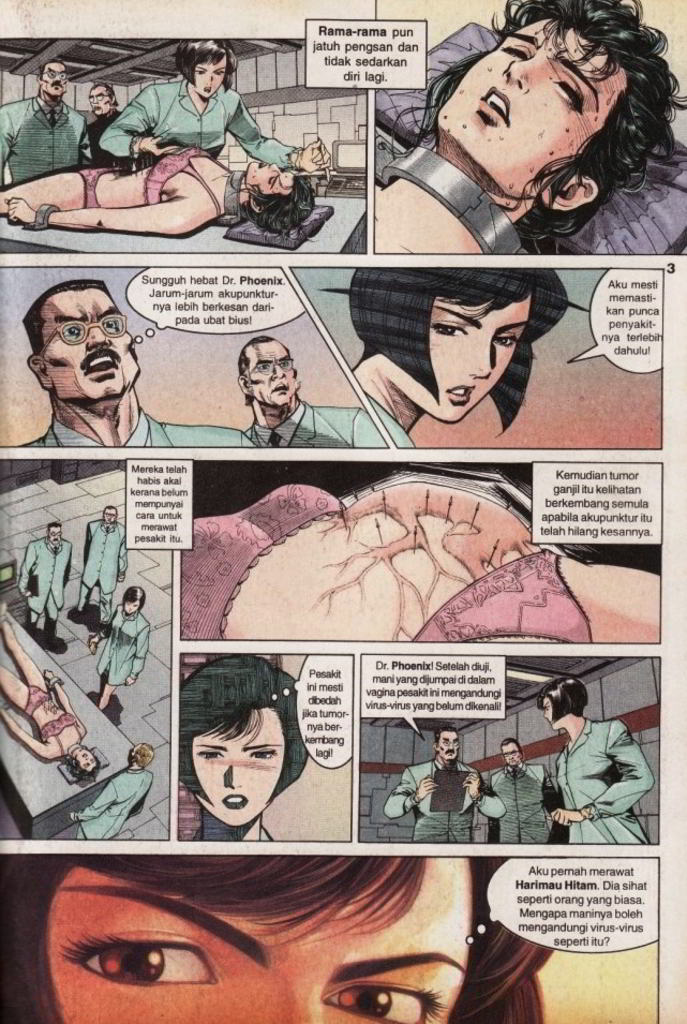 Rama-rama pun
jatuh pengsan dan
tidak sedarkan
diri lagi.
3
Sungguh hebat Dr. Phoenix.
Jarum-jarum akupunktur-
nya lebih berkesan dari-
pada ubat bius!
Aku mesti
memasti-
kan punca
penyakit-
nya terlebih
dahulu!
Mereka telah
habis akal
kerana belum
mempunyai
cara untuk
merawat
pesakit itu.
Kemudian tumor
ganjil itu kelihatan
berkembang semula
apabila akupunktur itu
telah hilang kesannya.
Pesakit
ini mesti
dibedah
jika tumor-
nya ber-
kembang
lagi!
Dr. Phoenix! Setelah diuji,
mani yang dijumpai di dalam
vagina pesakit ini mengandungi
virus-virus yang belum dikenali!
Aku pernah merawat
Harimau Hitam. Dia sihat
seperti orang yang biasa.
Mengapa maninya boleh
mengandungi virus-virus
seperti itu?